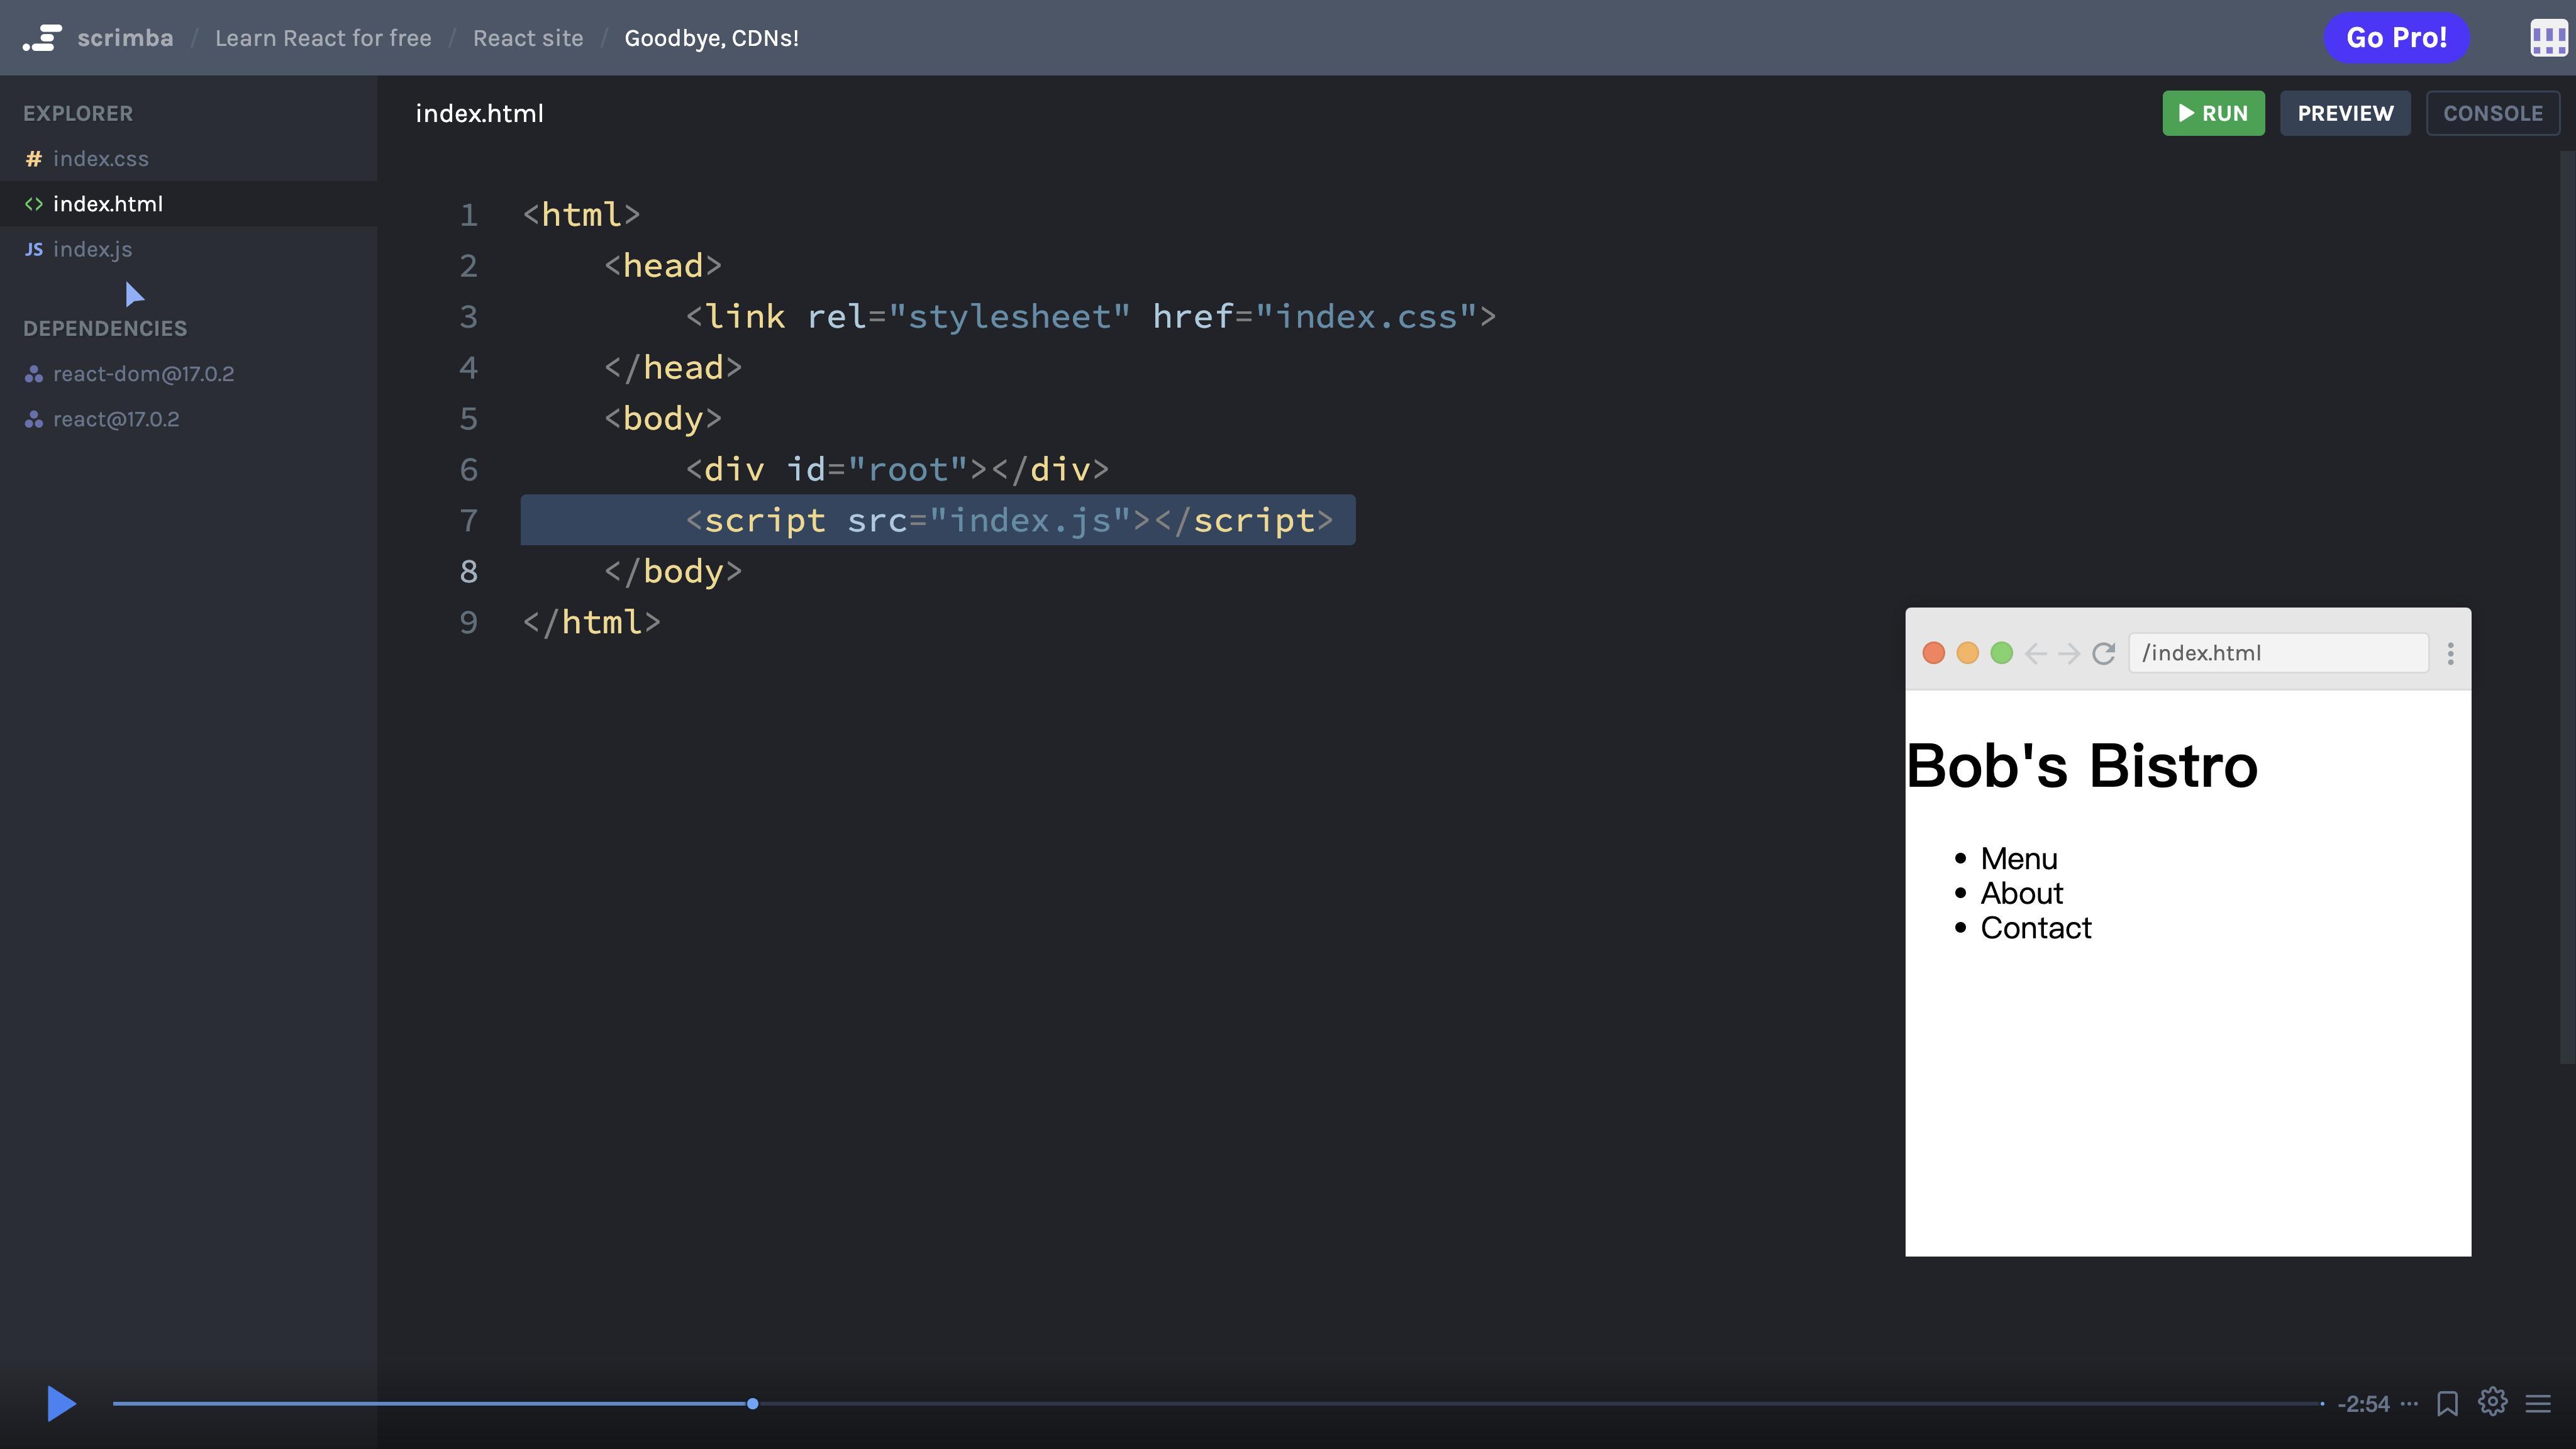 scrimba / Learn React for free / React site / Goodbye, CDNs!
Go Pro!
EXPLORER
# index.css
<> index.html
JS index.js
DEPENDENCIES
react-dom@17.0.2
react@17.0.2
index.html
RUN
PREVIEW
CONSOLE
1 <html>
2     <head>
3         <link rel="stylesheet" href="index.css">
4     </head>
5     <body>
6         <div id="root"></div>
7         <script src="index.js"></script>
8     </body>
9 </html>
/index.html
Bob's Bistro
• Menu
• About
• Contact
-2:54